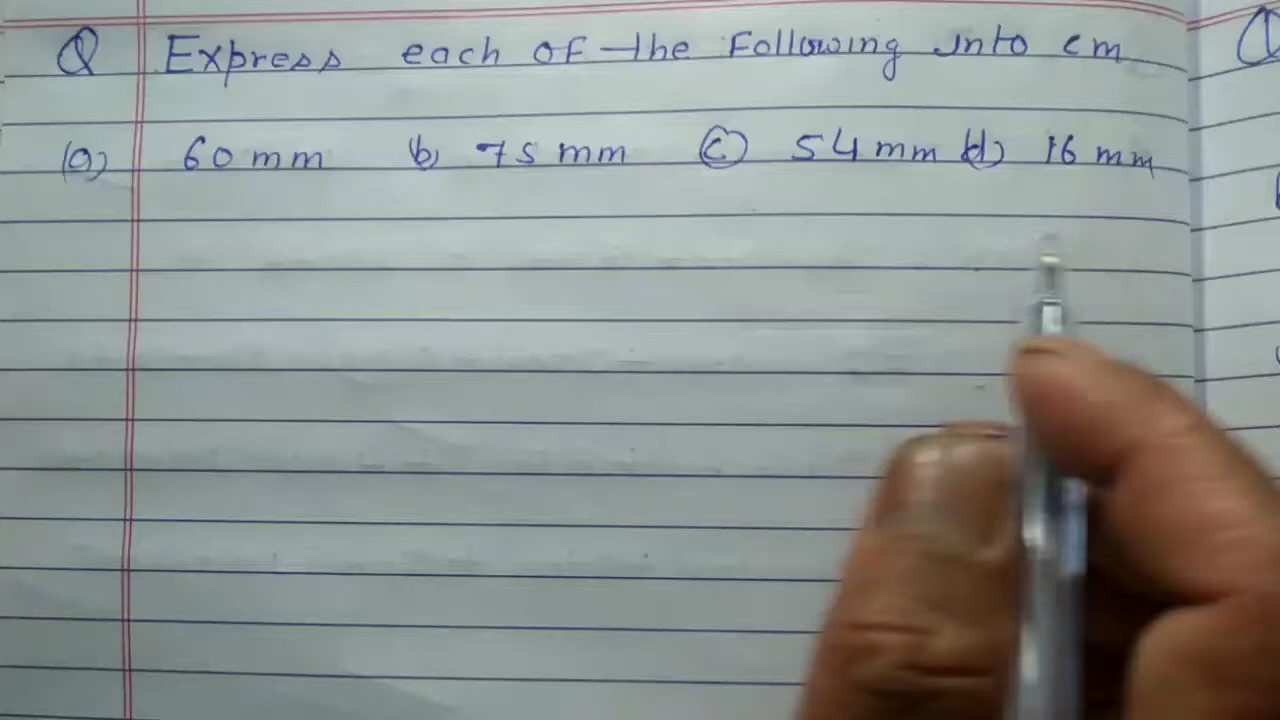 Q Express each of the following into cm
(a) 60 mm b) 75 mm (c) 54 mm d) 16 mm